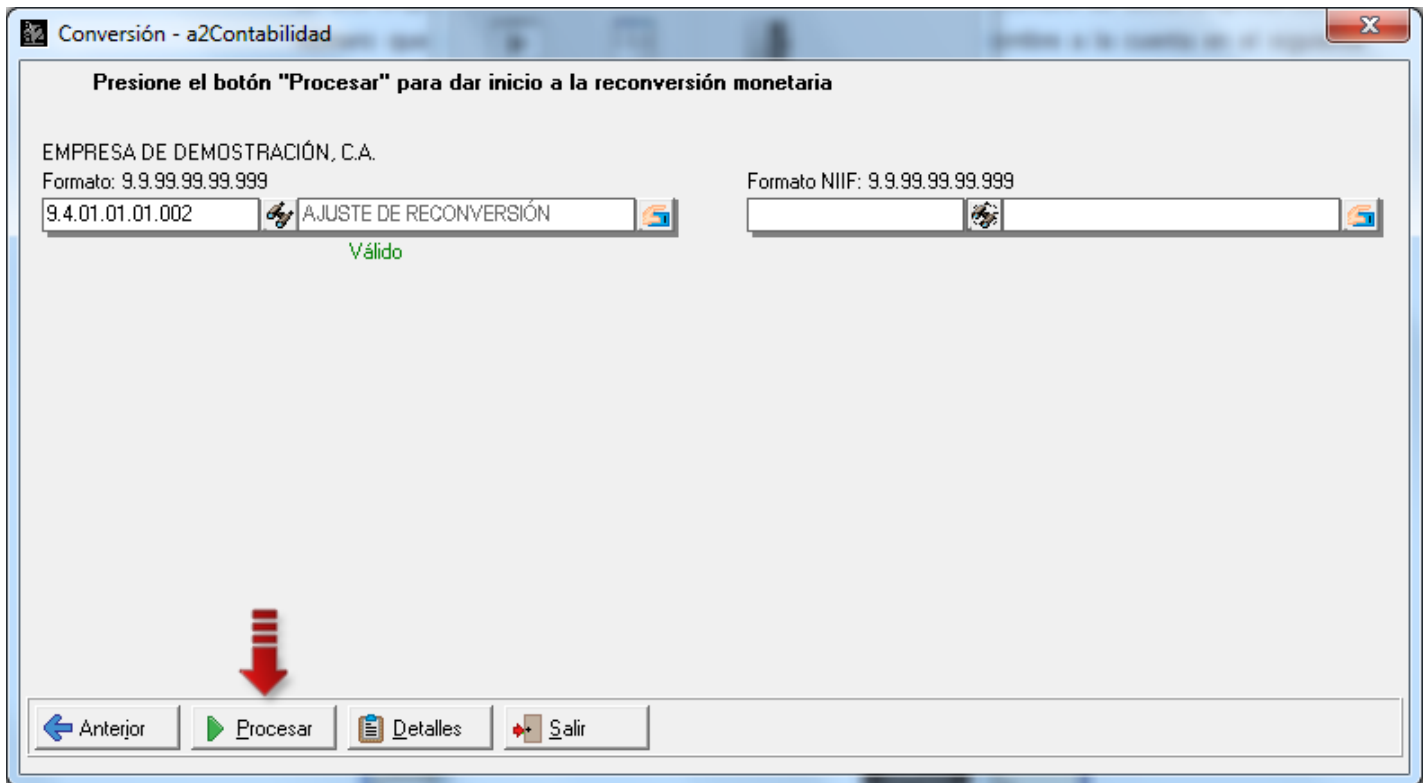 Conversión - a2Contabilidad
Presione el botón "Procesar" para dar inicio a la reconversión monetaria
EMPRESA DE DEMOSTRACIÓN, C.A.
Formato: 9.9.99.99.99.999
Formato NIIF: 9.9.99.99.99.999
9.4.01.01.01.002 AJUSTE DE RECONVERSIÓN
Válido
Anterior Procesar Detalles Salir